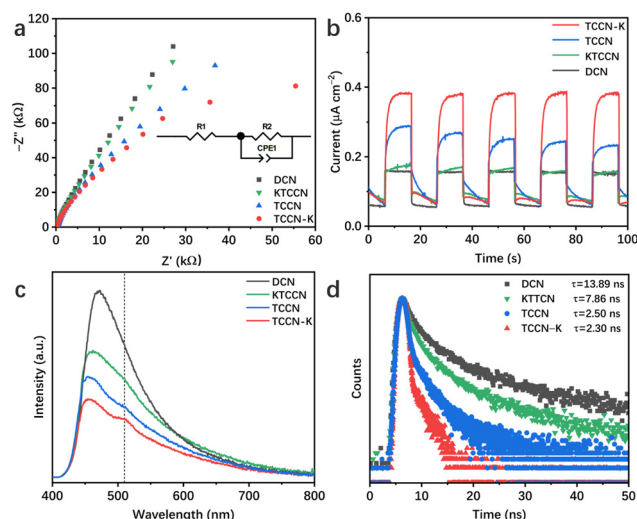 a
120
100
80
60
40
20
0
-Z'' (kΩ)
R1
R2
CPE1
DCN
KTCCN
TCCN
TCCN-K
0 10 20 30 40 50 60
Z' (kΩ)
b
0.6
0.4
0.2
0.0
Current (μA cm⁻²)
TCCN-K
TCCN
KTCCN
DCN
0 20 40 60 80 100
Time (s)
c
Intensity (a.u.)
DCN
KTCCN
TCCN
TCCN-K
400 500 600 700 800
Wavelength (nm)
d
Counts
DCN τ=13.89 ns
KTTCN τ=7.86 ns
TCCN τ=2.50 ns
TCCN-K τ=2.30 ns
0 10 20 30 40 50
Time (ns)